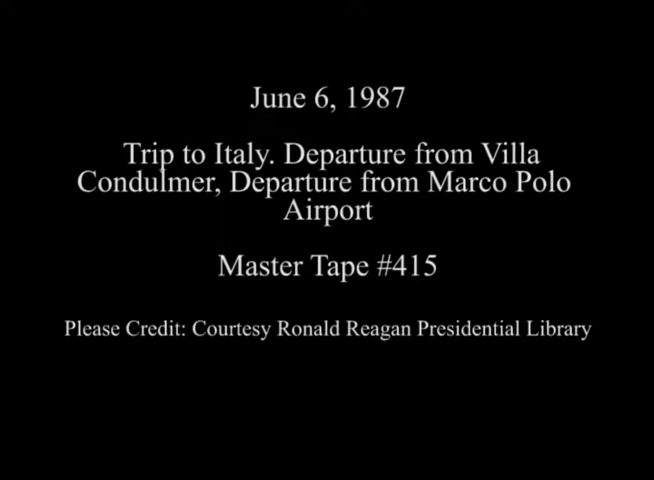 June 6, 1987
Trip to Italy. Departure from Villa
Condulmer, Departure from Marco Polo
Airport
Master Tape #415
Please Credit: Courtesy Ronald Reagan Presidential Library